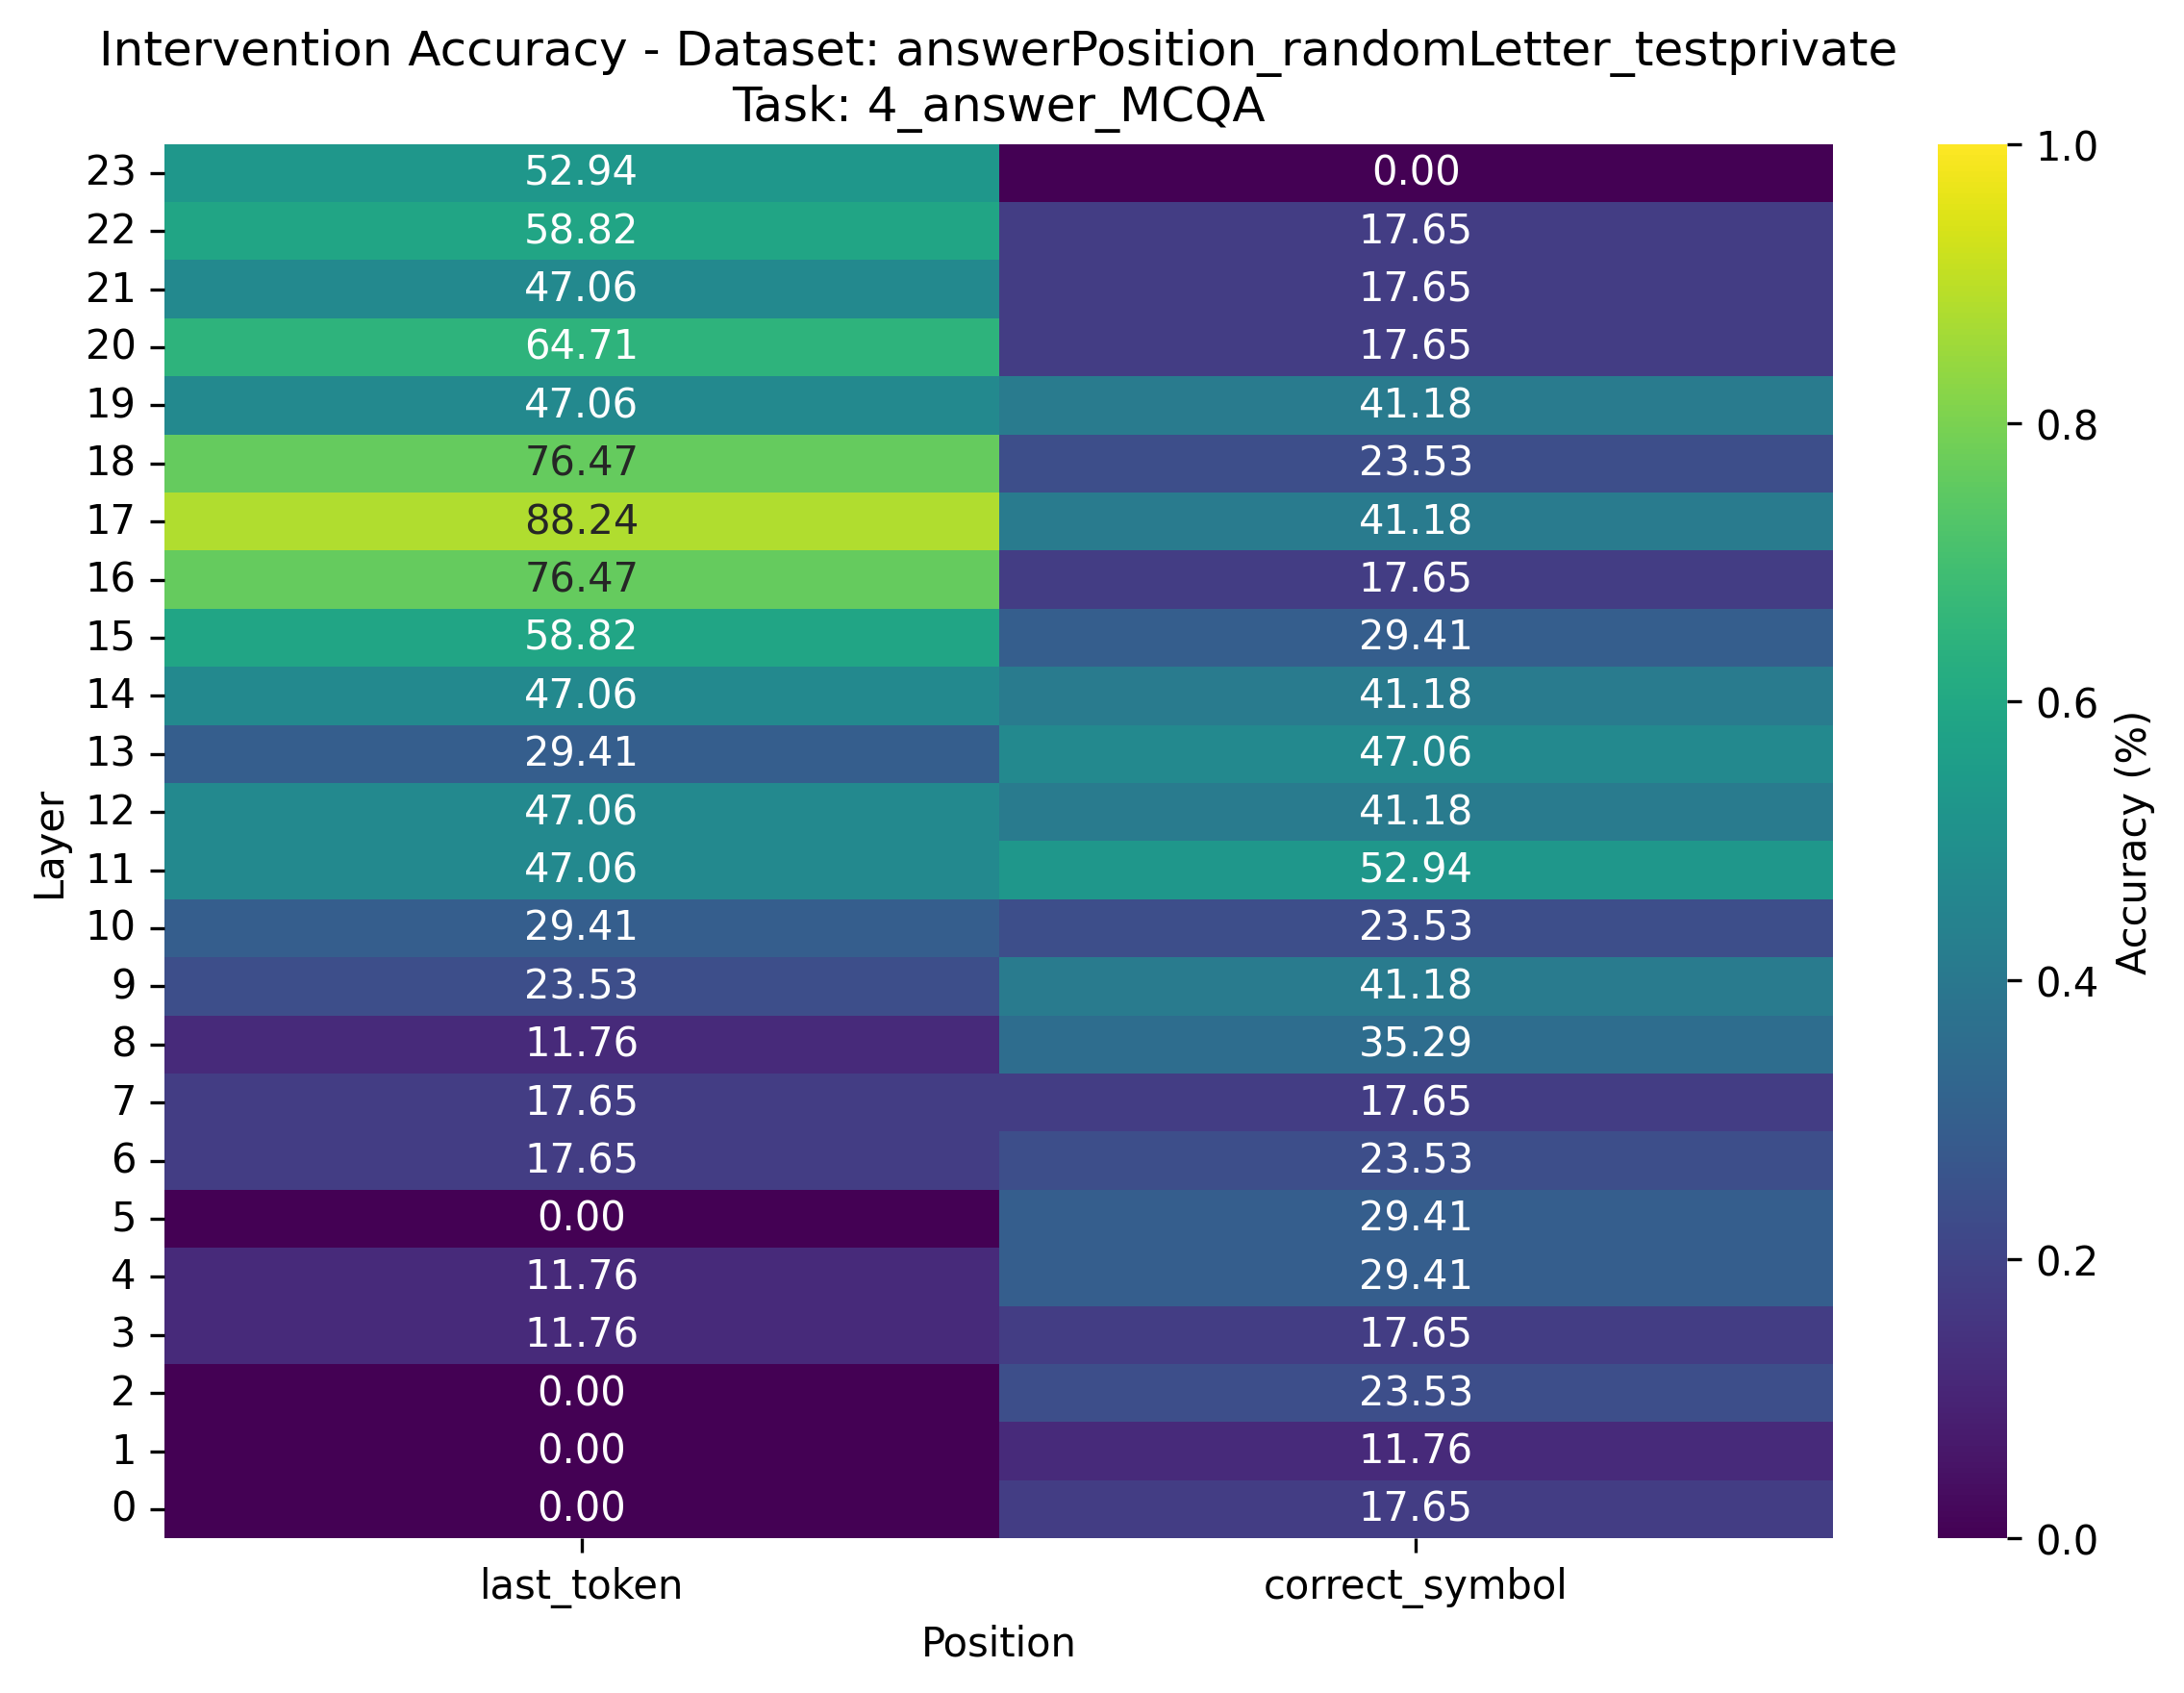 Intervention Accuracy - Dataset: answerPosition_randomLetter_testprivate
Task: 4_answer_MCQA
23 52.94 0.00
22 58.82 17.65
21 47.06 17.65
20 64.71 17.65
19 47.06 41.18
18 76.47 23.53
17 88.24 41.18
16 76.47 17.65
15 58.82 29.41
14 47.06 41.18
13 29.41 47.06
12 47.06 41.18
11 47.06 52.94
10 29.41 23.53
9 23.53 41.18
8 11.76 35.29
7 17.65 17.65
6 17.65 23.53
5 0.00 29.41
4 11.76 29.41
3 11.76 17.65
2 0.00 23.53
1 0.00 11.76
0 0.00 17.65
last_token correct_symbol
Position
Layer
1.0
0.8
0.6
0.4
0.2
0.0
Accuracy (%)